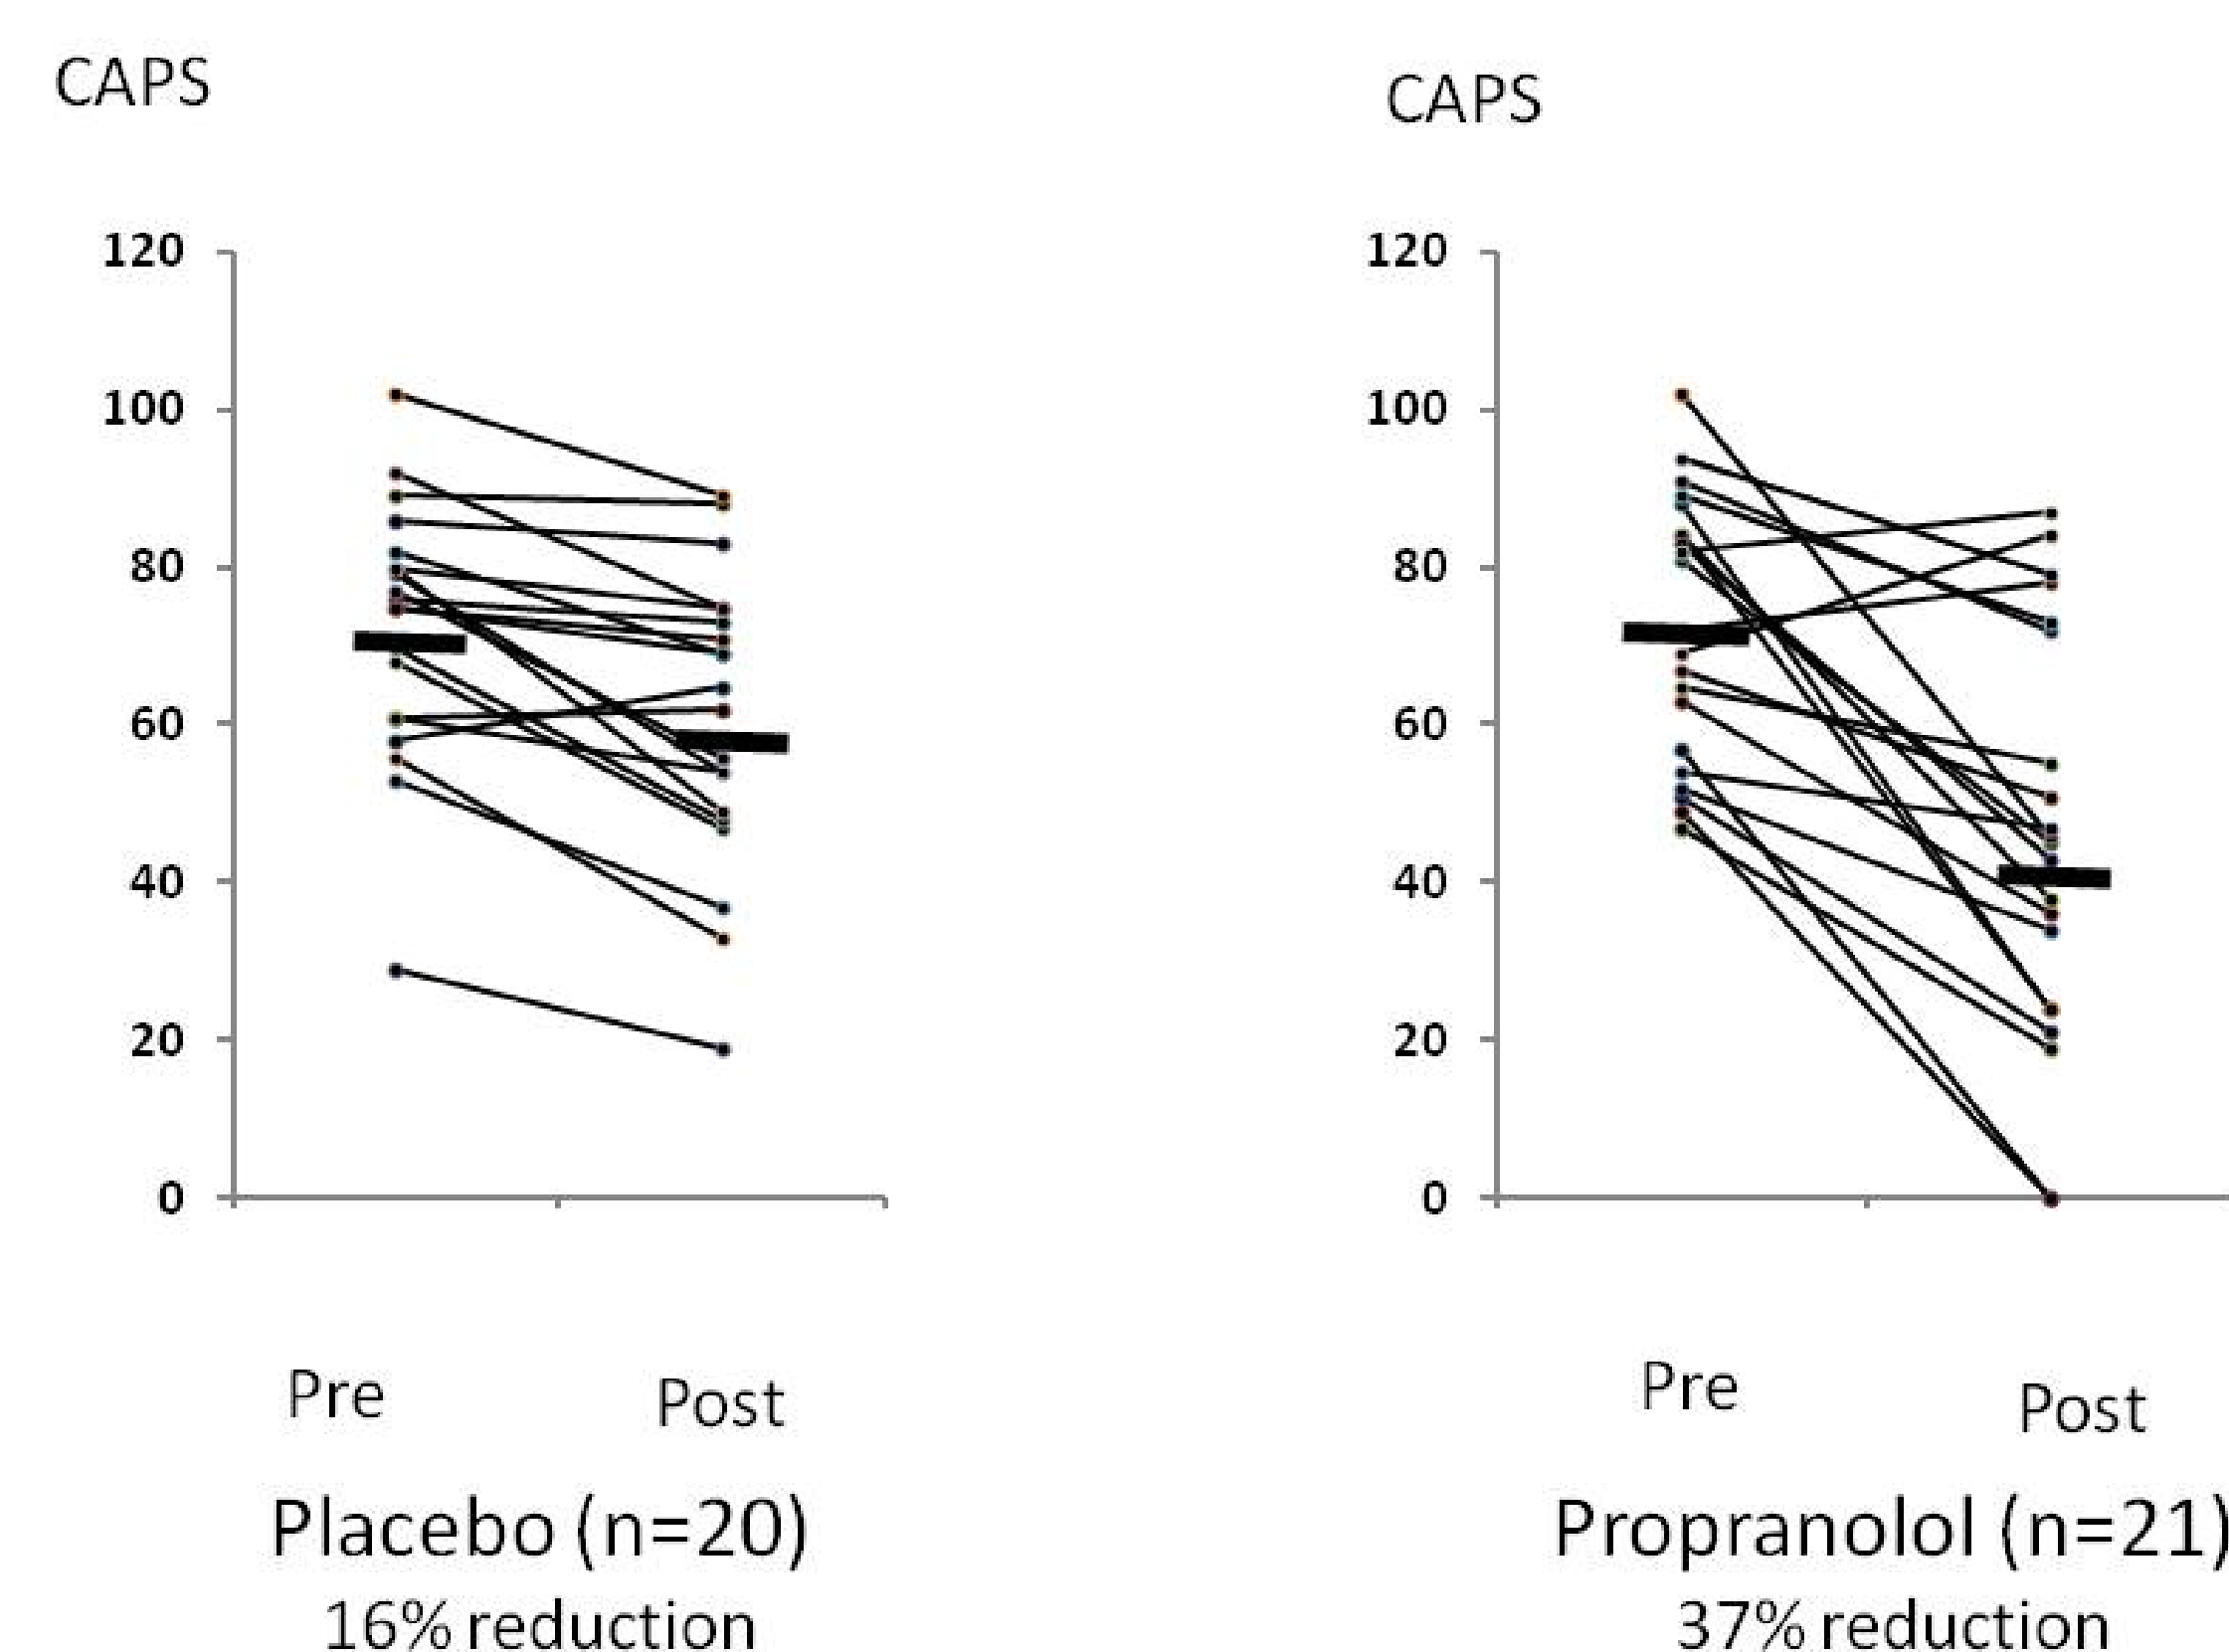 CAPS
120
100
80
60
40
20
0
Pre Post
Placebo (n=20)
16% reduction
CAPS
120
100
80
60
40
20
0
Pre Post
Propranolol (n=21)
37% reduction